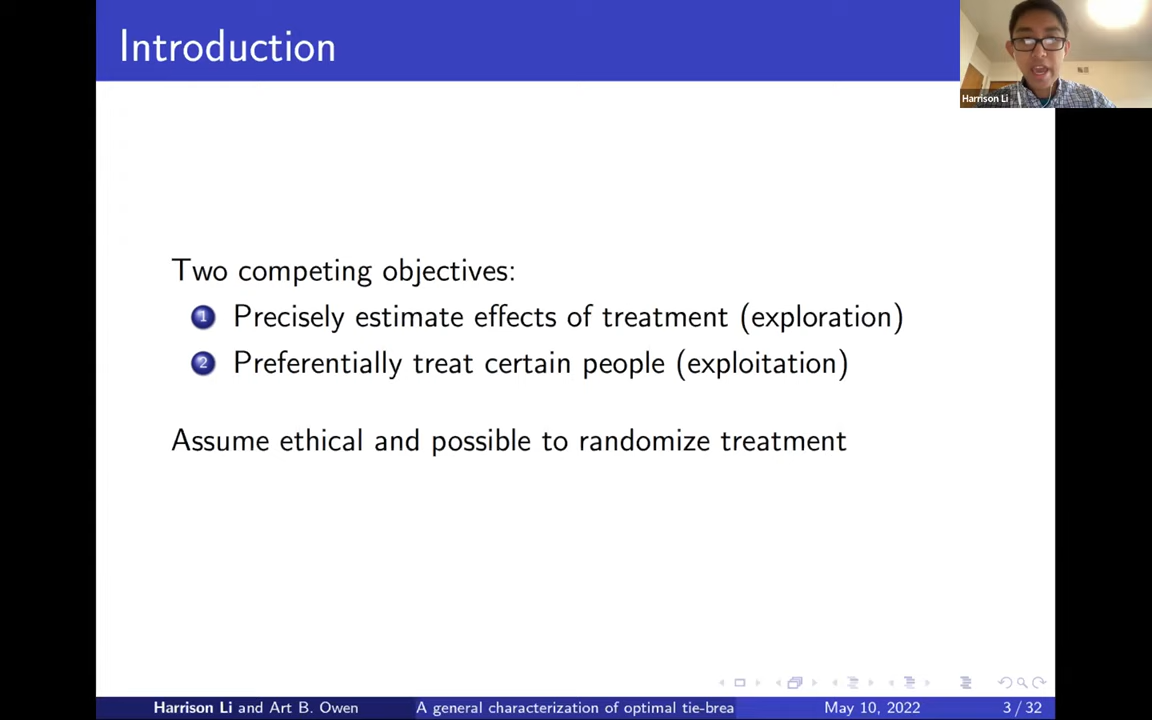 Introduction
Harrison Li
Two competing objectives:
1 Precisely estimate effects of treatment (exploration)
2 Preferentially treat certain people (exploitation)
Assume ethical and possible to randomize treatment
Harrison Li and Art B. Owen A general characterization of optimal tie-brea May 10, 2022 3 / 32